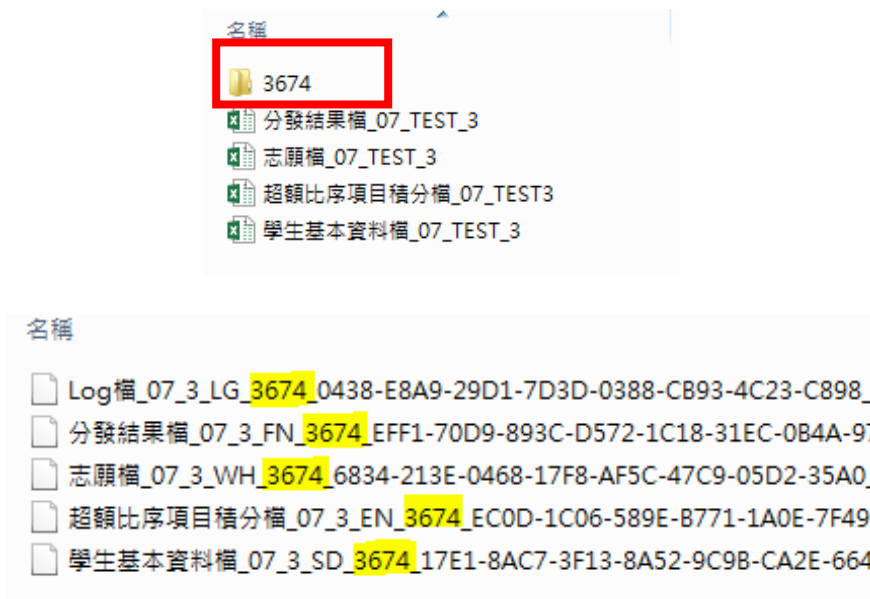 名稱
3674
分發結果檔_07_TEST_3
志願檔_07_TEST_3
超額比序項目積分檔_07_TEST3
學生基本資料檔_07_TEST_3
名稱
Log檔_07_3_LG_3674_0438-E8A9-29D1-7D3D-0388-CB93-4C23-C898_
分發結果檔_07_3_FN_3674_EFF1-70D9-893C-D572-1C18-31EC-0B4A-97
志願檔_07_3_WH_3674_6834-213E-0468-17F8-AF5C-47C9-05D2-35A0_
超額比序項目積分檔_07_3_EN_3674_EC0D-1C06-589E-B771-1A0E-7F49
學生基本資料檔_07_3_SD_3674_17E1-8AC7-3F13-8A52-9C9B-CA2E-664